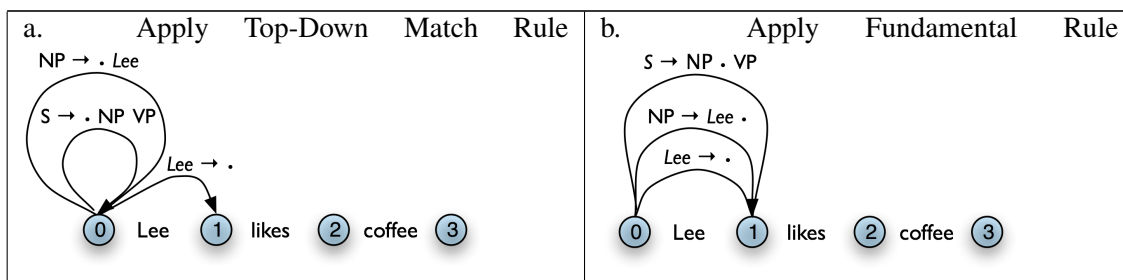 a. Apply Top-Down Match Rule
NP → • Lee
S → • NP VP
Lee → •
0 Lee 1 likes 2 coffee 3
b. Apply Fundamental Rule
S → NP • VP
NP → Lee •
Lee → •
0 Lee 1 likes 2 coffee 3